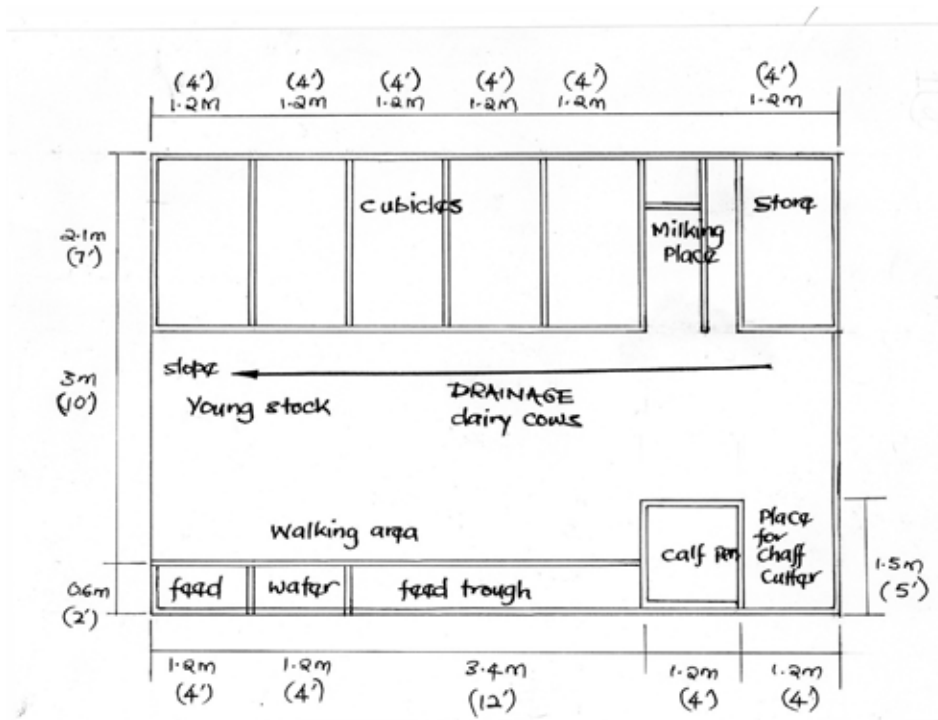 (4') (4') (4') (4') (4') (4')
1.2m 1.2m 1.2m 1.2m 1.2m 1.2m
2.1m
(7')
cubicles
Milking
Place
Store
3m
(10')
slope
Young stock
DRAINAGE
dairy cows
Walking area
Place
for
chaff
Cutter
calf pen
1.5m
(5')
0.6m
(2')
feed
water
feed trough
1.2m 1.2m 3.4m 1.2m 1.2m
(4') (4') (12') (4') (4')